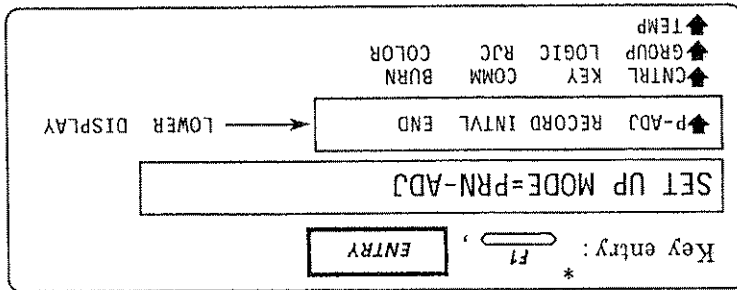 Key entry: * F1 , ENTRY
SET UP MODE=PRN-ADJ
P-ADJ RECORD INTVL END LOWER DISPLAY
CNTRL KEY COMM BURN
GROUP LOGIC RJC COLOR
TEMP